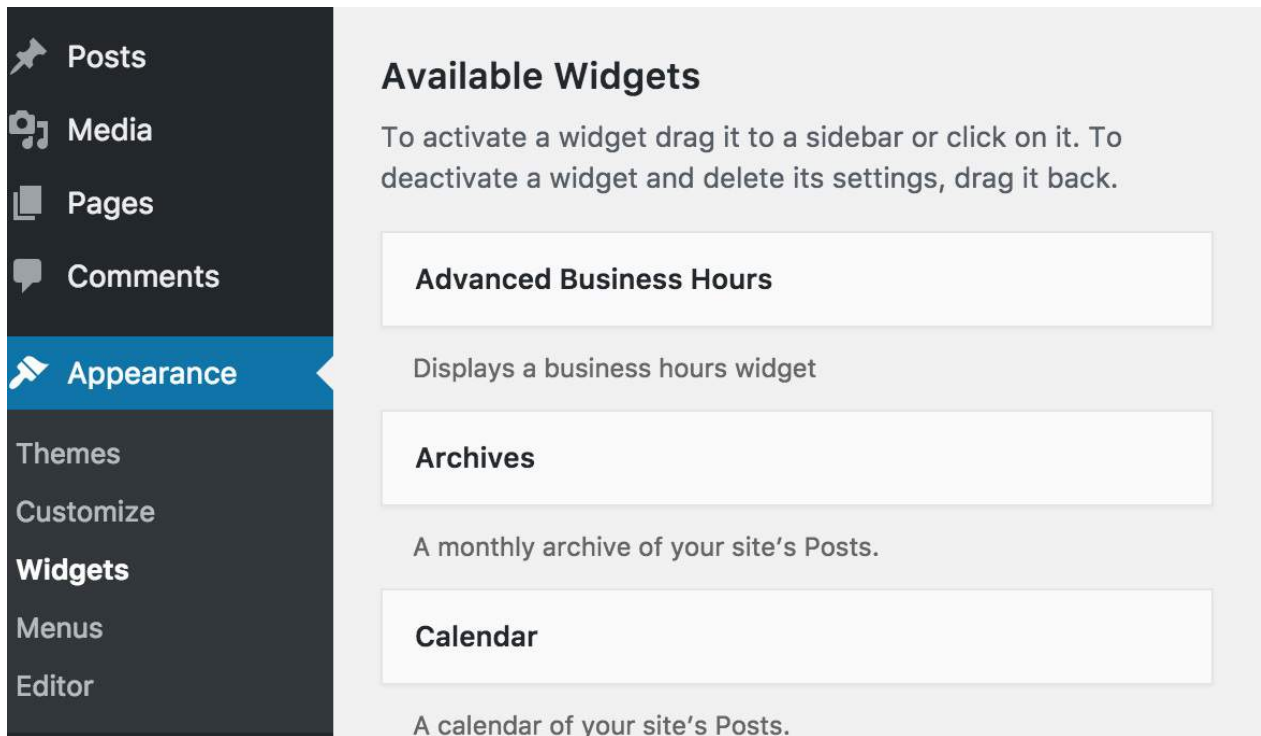 Posts
Media
Pages
Comments
Appearance
Themes
Customize
Widgets
Menus
Editor
Available Widgets
To activate a widget drag it to a sidebar or click on it. To
deactivate a widget and delete its settings, drag it back.
Advanced Business Hours
Displays a business hours widget
Archives
A monthly archive of your site’s Posts.
Calendar
A calendar of your site’s Posts.